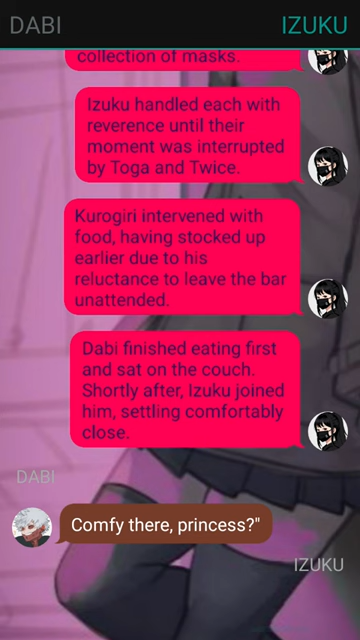 DABI IZUKU
collection of masks.
Izuku handled each with
reverence until their
moment was interrupted
by Toga and Twice.
Kurogiri intervened with
food, having stocked up
earlier due to his
reluctance to leave the bar
unattended.
Dabi finished eating first
and sat on the couch.
Shortly after, Izuku joined
him, settling comfortably
close.
DABI
Comfy there, princess?"
IZUKU